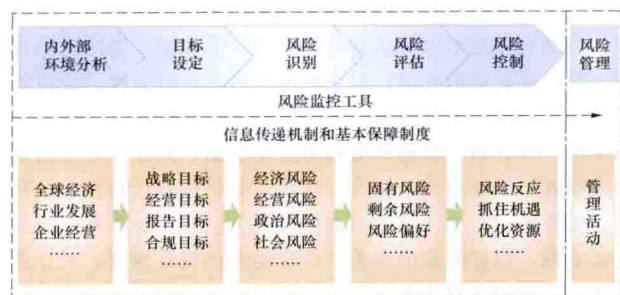 内外部
环境分析
目标
设定
风险
识别
风险
评估
风险
控制
风险
管理
风险监控工具
信息传递机制和基本保障制度
全球经济
行业发展
企业经营
……
战略目标
经营目标
报告目标
合规目标
……
经济风险
经营风险
政治风险
社会风险
……
固有风险
剩余风险
风险偏好
……
风险反应
抓住机遇
优化资源
……
管
理
活
动